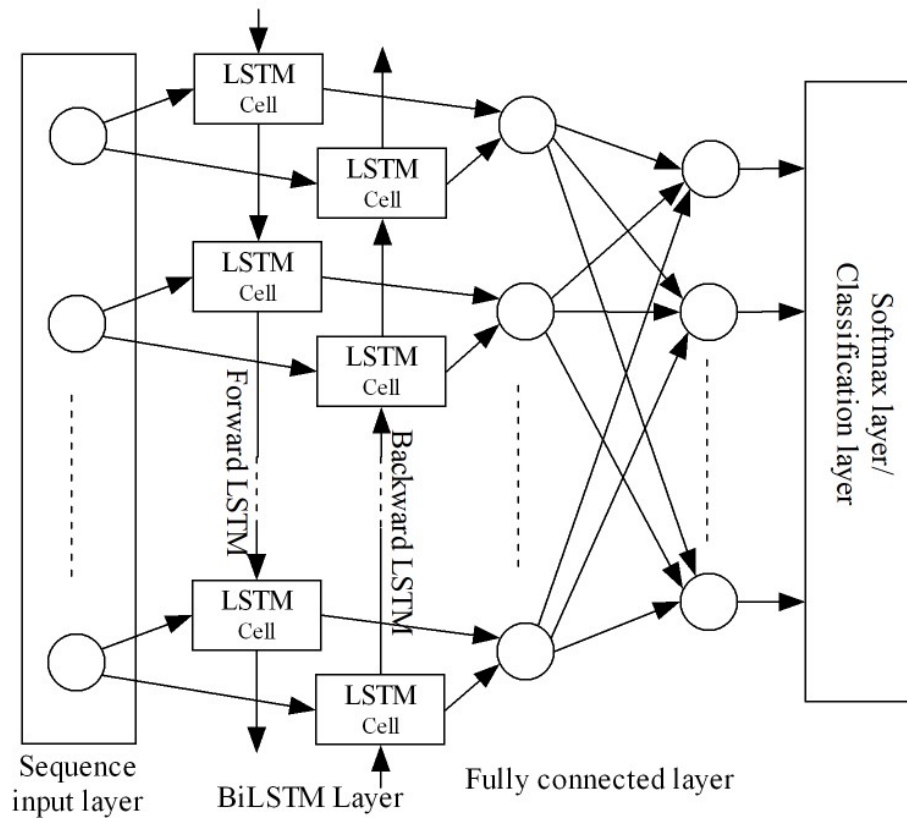 LSTM
Cell
LSTM
Cell
LSTM
Cell
LSTM
Cell
Forward LSTM
Backward LSTM
LSTM
Cell
LSTM
Cell
Softmax layer/
Classification layer
Sequence
input layer
BiLSTM Layer
Fully connected layer